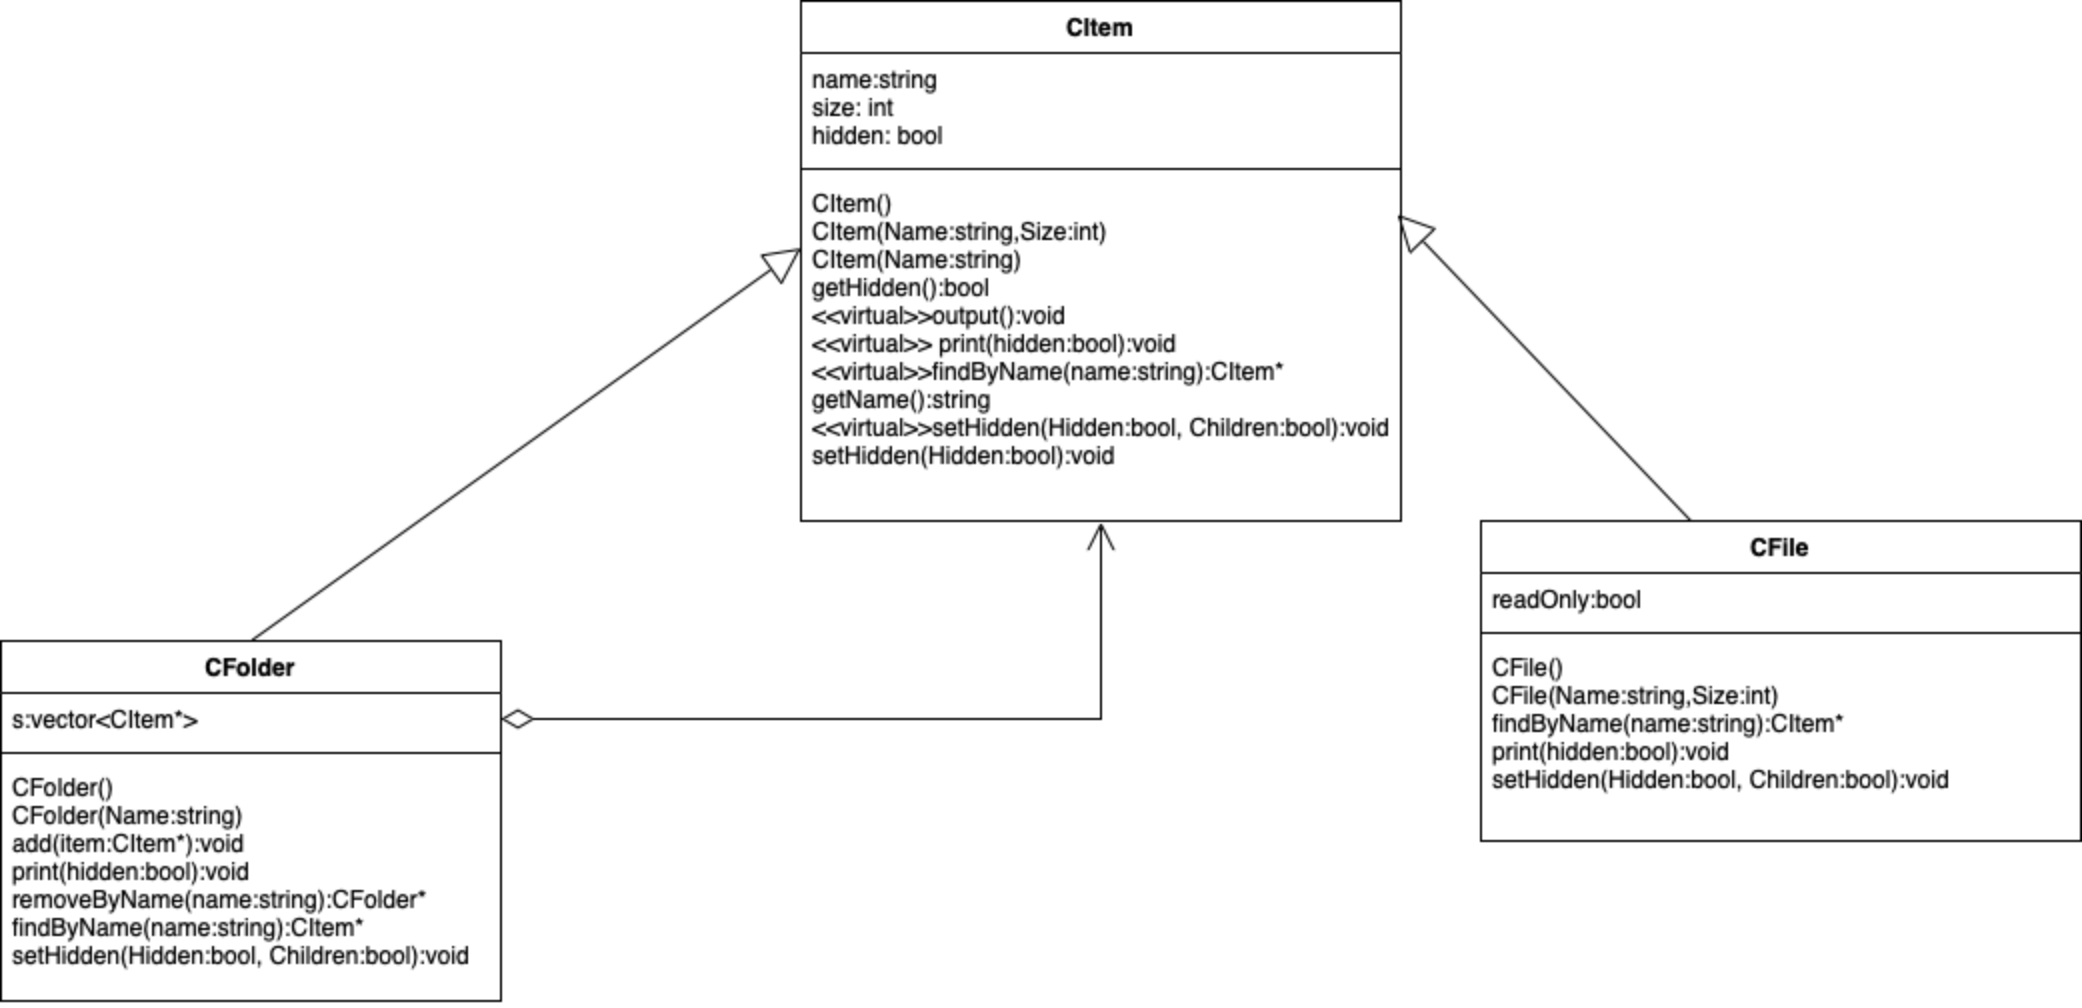 CItem
name:string
size: int
hidden: bool
CItem()
CItem(Name:string,Size:int)
CItem(Name:string)
getHidden():bool
<<virtual>>output():void
<<virtual>> print(hidden:bool):void
<<virtual>>findByName(name:string):CItem*
getName():string
<<virtual>>setHidden(Hidden:bool, Children:bool):void
setHidden(Hidden:bool):void
CFile
readOnly:bool
CFile()
CFile(Name:string,Size:int)
findByName(name:string):CItem*
print(hidden:bool):void
setHidden(Hidden:bool, Children:bool):void
CFolder
s:vector<CItem*>
CFolder()
CFolder(Name:string)
add(item:CItem*):void
print(hidden:bool):void
removeByName(name:string):CFolder*
findByName(name:string):CItem*
setHidden(Hidden:bool, Children:bool):void